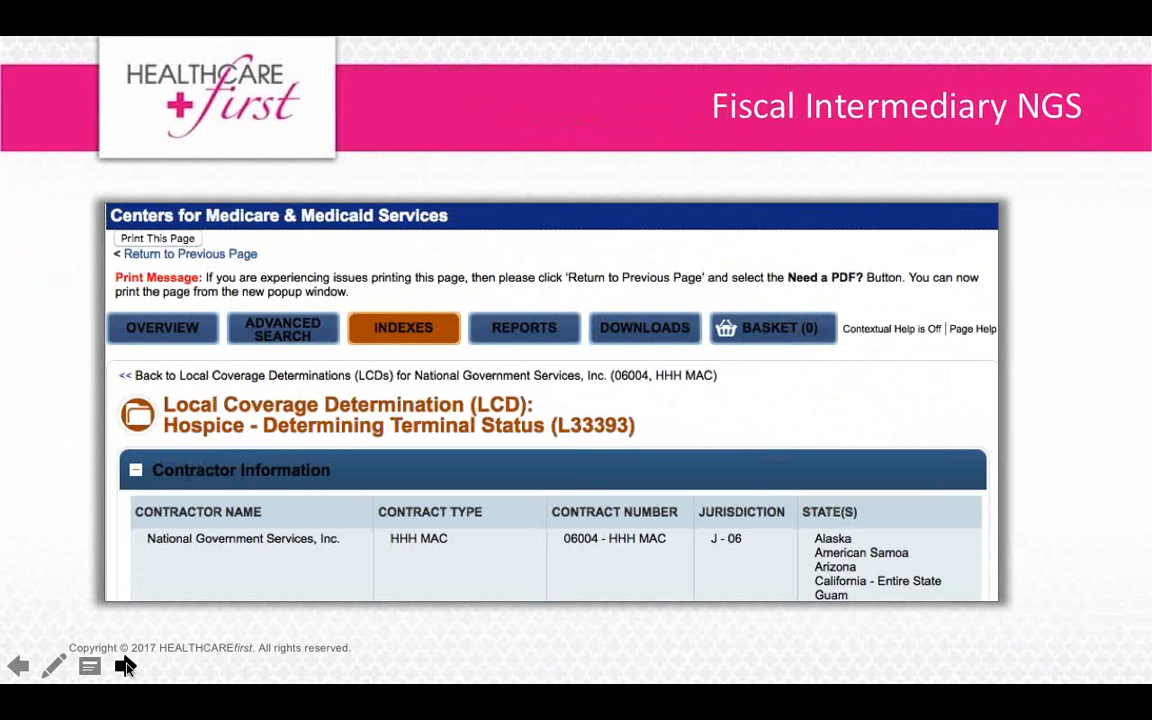 HEALTHCARE
first
Fiscal Intermediary NGS
Centers for Medicare & Medicaid Services
Print This Page
< Return to Previous Page
Print Message: If you are experiencing issues printing this page, then please click 'Return to Previous Page' and select the Need a PDF? Button. You can now
print the page from the new popup window.
OVERVIEW ADVANCED SEARCH INDEXES REPORTS DOWNLOADS BASKET (0) Contextual Help is Off | Page Help
<< Back to Local Coverage Determinations (LCDs) for National Government Services, Inc. (06004, HHH MAC)
Local Coverage Determination (LCD):
Hospice - Determining Terminal Status (L33393)
Contractor Information
CONTRACTOR NAME CONTRACT TYPE CONTRACT NUMBER JURISDICTION STATE(S)
National Government Services, Inc. HHH MAC 06004 - HHH MAC J - 06 Alaska
American Samoa
Arizona
California - Entire State
Guam
Copyright © 2017 HEALTHCAREfirst. All rights reserved.